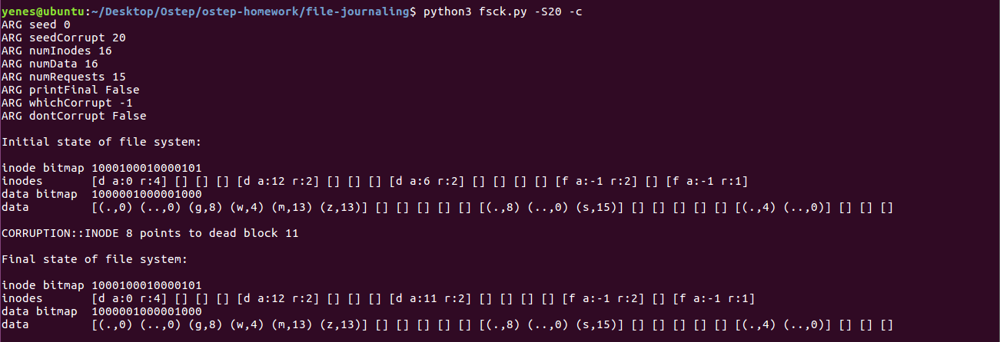 yenes@ubuntu:~/Desktop/Ostep/ostep-homework/file-journaling$ python3 fsck.py -S20 -c
ARG seed 0
ARG seedCorrupt 20
ARG numInodes 16
ARG numData 16
ARG numRequests 15
ARG printFinal False
ARG whichCorrupt -1
ARG dontCorrupt False

Initial state of file system:

inode bitmap 1000100010000101
inodes       [d a:0 r:4] [] [] [] [d a:12 r:2] [] [] [] [d a:6 r:2] [] [] [] [] [f a:-1 r:2] [] [f a:-1 r:1]
data bitmap  1000001000001000
data         [(.,0) (..,0) (g,8) (w,4) (m,13) (z,13)] [] [] [] [] [] [(.,8) (..,0) (s,15)] [] [] [] [] [] [(.,4) (..,0)] [] [] []

CORRUPTION::INODE 8 points to dead block 11

Final state of file system:

inode bitmap 1000100010000101
inodes       [d a:0 r:4] [] [] [] [d a:12 r:2] [] [] [] [d a:11 r:2] [] [] [] [] [f a:-1 r:2] [] [f a:-1 r:1]
data bitmap  1000001000001000
data         [(.,0) (..,0) (g,8) (w,4) (m,13) (z,13)] [] [] [] [] [] [(.,8) (..,0) (s,15)] [] [] [] [] [] [(.,4) (..,0)] [] [] []